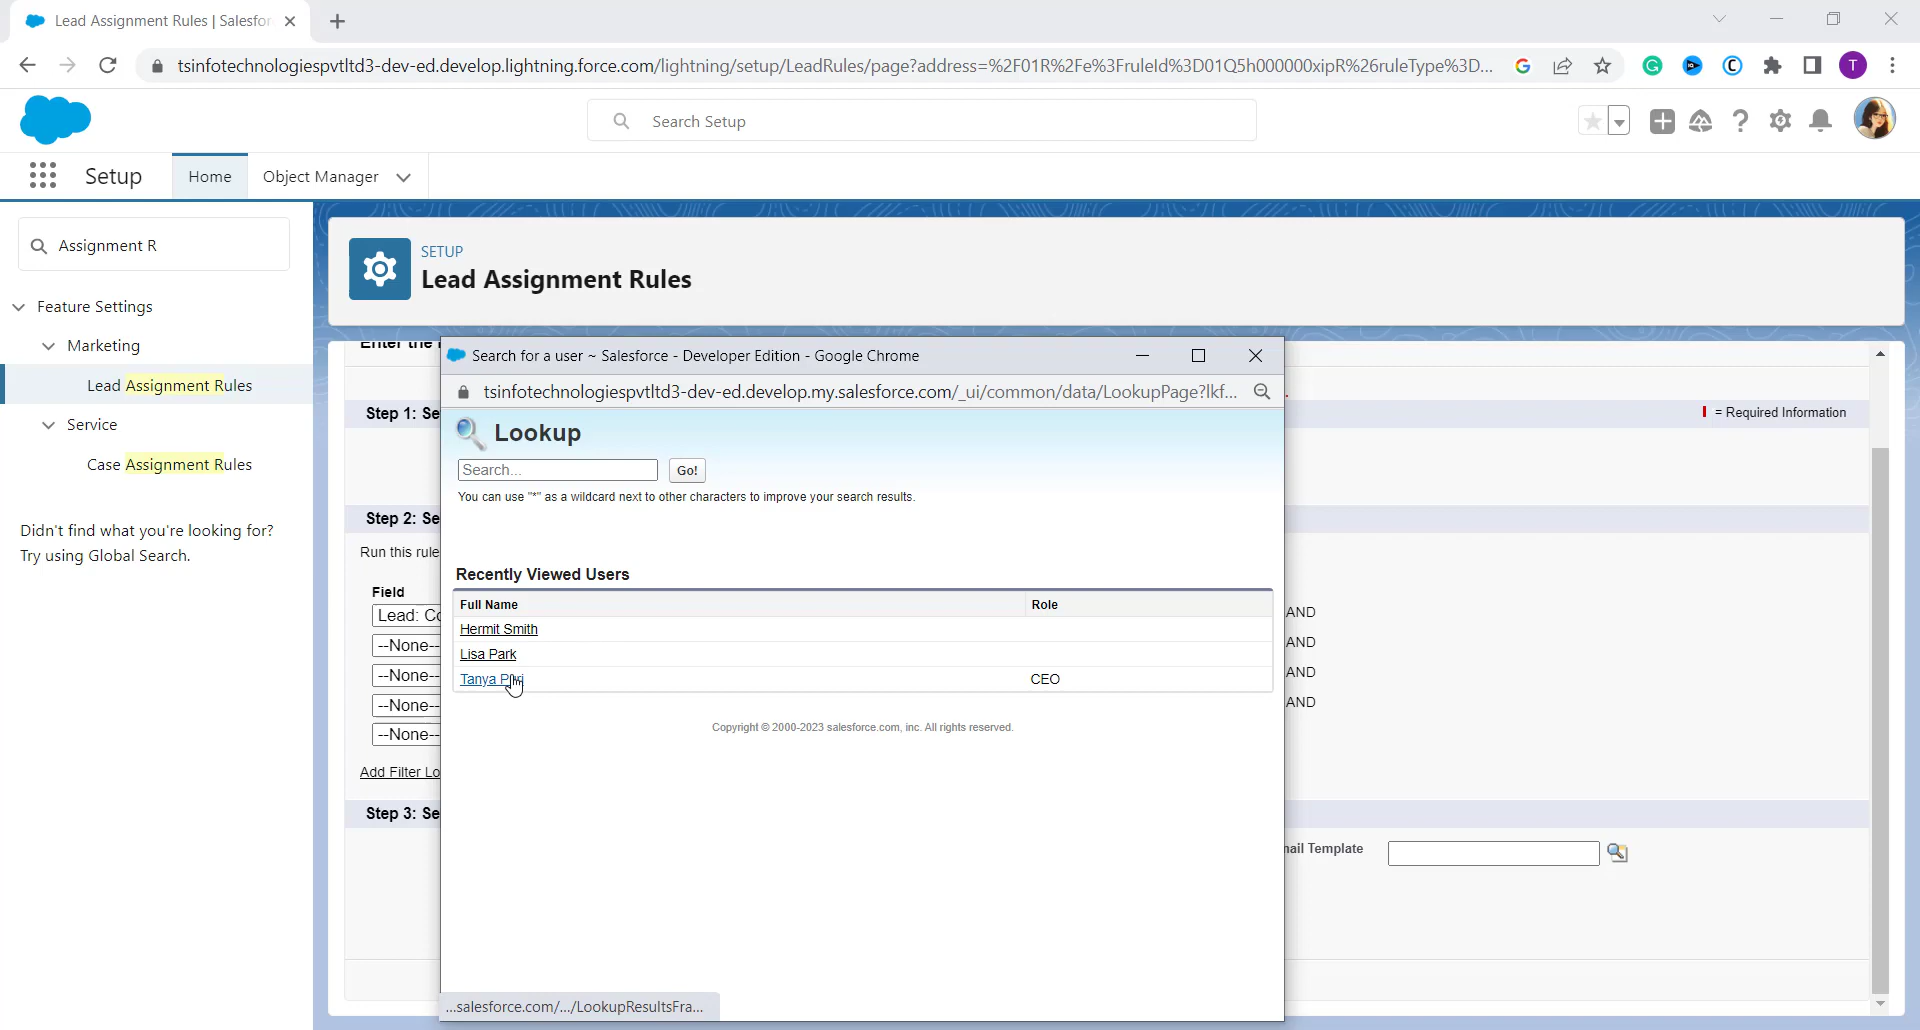 Lead Assignment Rules | Salesfor
tsinfotechnologiespvtltd3-dev-ed.develop.lightning.force.com/lightning/setup/LeadRules/page?address=%2F01R%2Fe%3FruleId%3D01Q5h000000xipR%26ruleType%3D...
T
Search Setup
Setup
Home
Object Manager
Assignment R
Feature Settings
Marketing
Lead Assignment Rules
Service
Case Assignment Rules
Didn't find what you're looking for?
Try using Global Search.
SETUP
Lead Assignment Rules
Enter the
Step 1: Se
= Required Information
Step 2: Se
Run this rule
Field
Lead: Co
--None--
--None--
--None--
--None--
AND
AND
AND
AND
Add Filter Lo
Step 3: Se
mail Template
Search for a user ~ Salesforce - Developer Edition - Google Chrome
tsinfotechnologiespvtltd3-dev-ed.develop.my.salesforce.com/_ui/common/data/LookupPage?lkf...
Lookup
Search...
Go!
You can use "*" as a wildcard next to other characters to improve your search results.
Recently Viewed Users
Full Name Role
Hermit Smith
Lisa Park
Tanya CEO
Copyright © 2000-2023 salesforce.com, inc. All rights reserved.
...salesforce.com/.../LookupResultsFra...